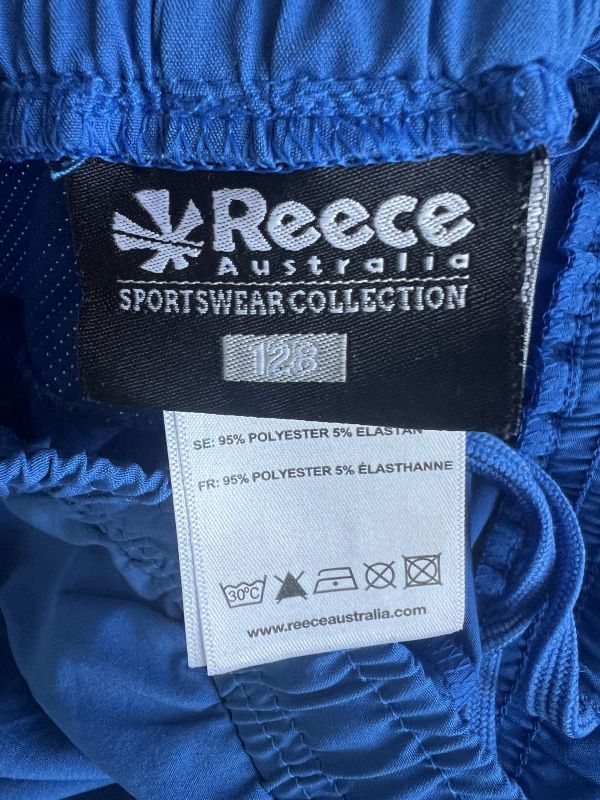 Reece
Australia
SPORTSWEAR COLLECTION
128
SE: 95% POLYESTER 5% ELASTAN
FR: 95% POLYESTER 5% ÉLASTHANNE
30°C
www.reeceaustralia.com